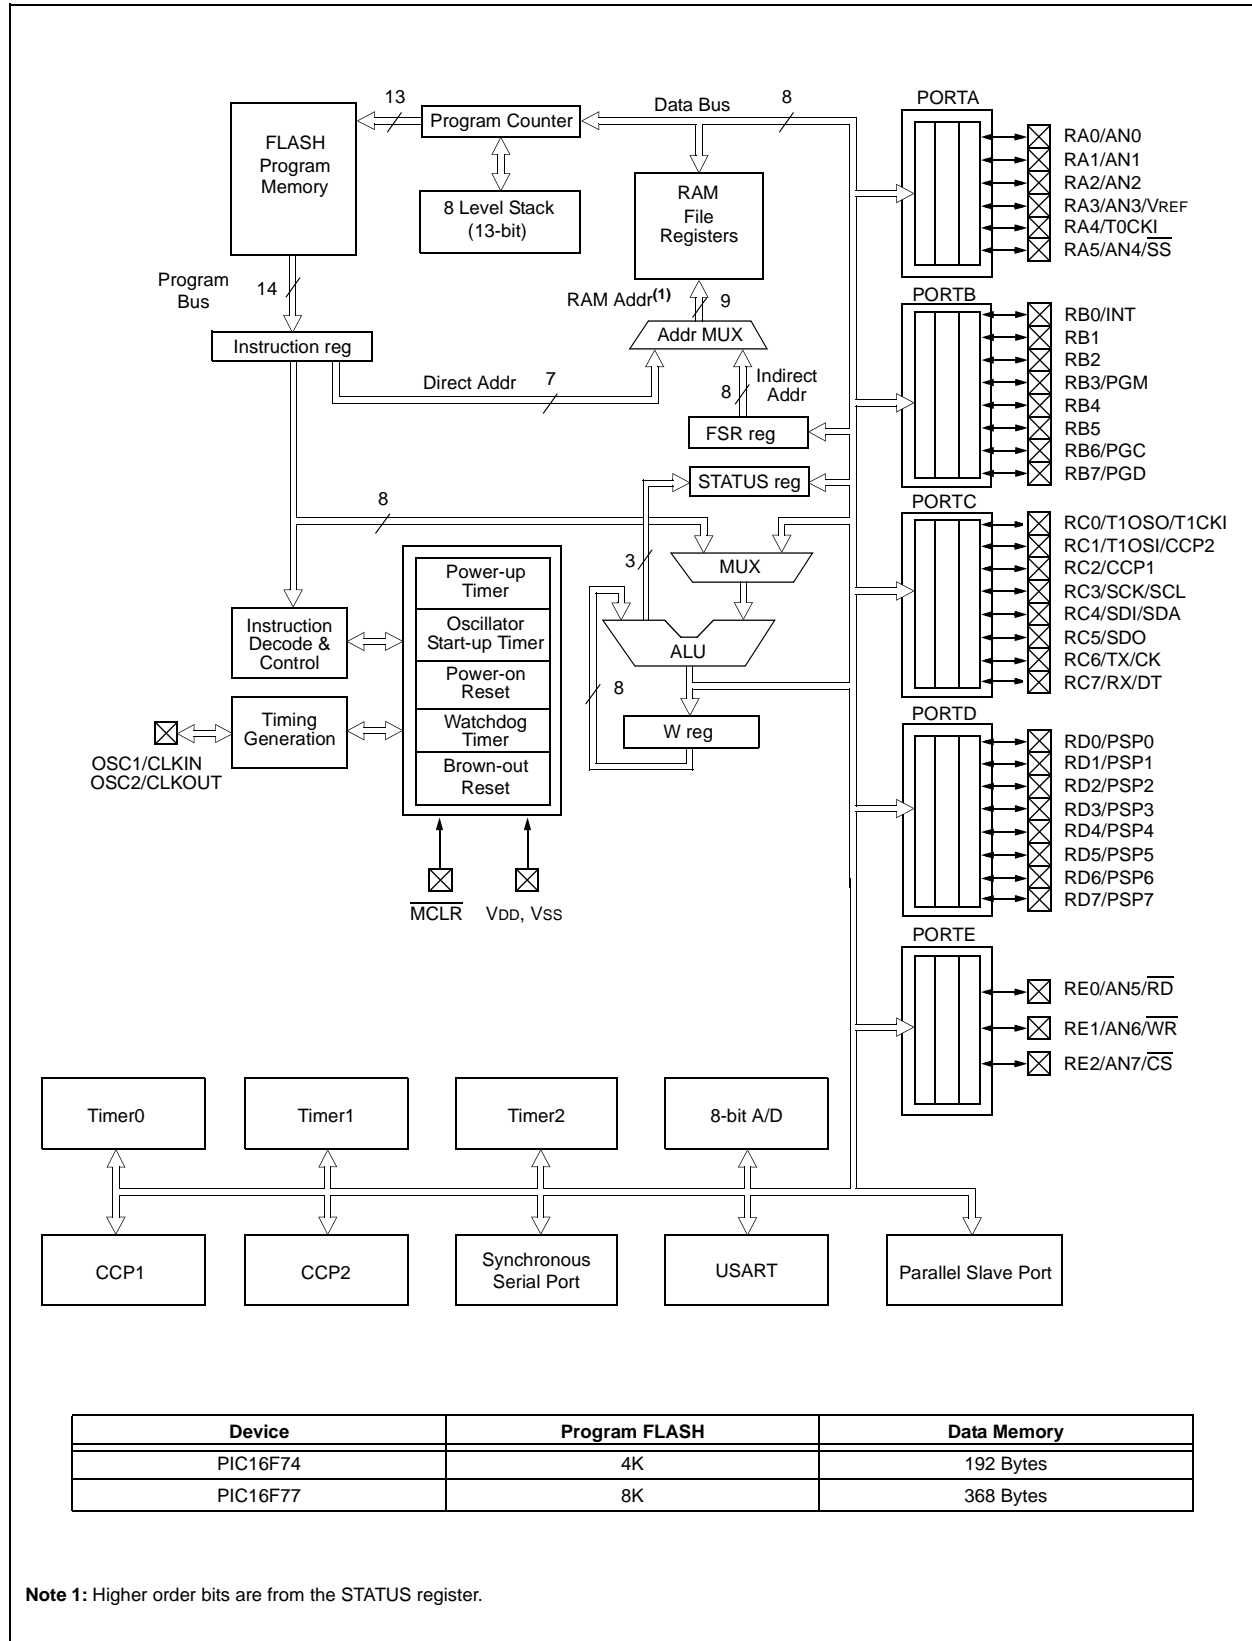 13
Program Counter
Data Bus
8
FLASH
Program
Memory
8 Level Stack
(13-bit)
RAM
File
Registers
Program
Bus
14
RAM Addr(1)
9
Addr MUX
Instruction reg
Direct Addr
7
8
Indirect
Addr
FSR reg
STATUS reg
8
3
MUX
Power-up
Timer
Oscillator
Start-up Timer
Power-on
Reset
Watchdog
Timer
Brown-out
Reset
Instruction
Decode &
Control
Timing
Generation
OSC1/CLKIN
OSC2/CLKOUT
ALU
8
W reg
MCLR
VDD, VSS
PORTA
RA0/AN0
RA1/AN1
RA2/AN2
RA3/AN3/VREF
RA4/T0CKI
RA5/AN4/SS
PORTB
RB0/INT
RB1
RB2
RB3/PGM
RB4
RB5
RB6/PGC
RB7/PGD
PORTC
RC0/T1OSO/T1CKI
RC1/T1OSI/CCP2
RC2/CCP1
RC3/SCK/SCL
RC4/SDI/SDA
RC5/SDO
RC6/TX/CK
RC7/RX/DT
PORTD
RD0/PSP0
RD1/PSP1
RD2/PSP2
RD3/PSP3
RD4/PSP4
RD5/PSP5
RD6/PSP6
RD7/PSP7
PORTE
RE0/AN5/RD
RE1/AN6/WR
RE2/AN7/CS
Timer0
Timer1
Timer2
8-bit A/D
CCP1
CCP2
Synchronous
Serial Port
USART
Parallel Slave Port
Device Program FLASH Data Memory
PIC16F74 4K 192 Bytes
PIC16F77 8K 368 Bytes
Note 1: Higher order bits are from the STATUS register.